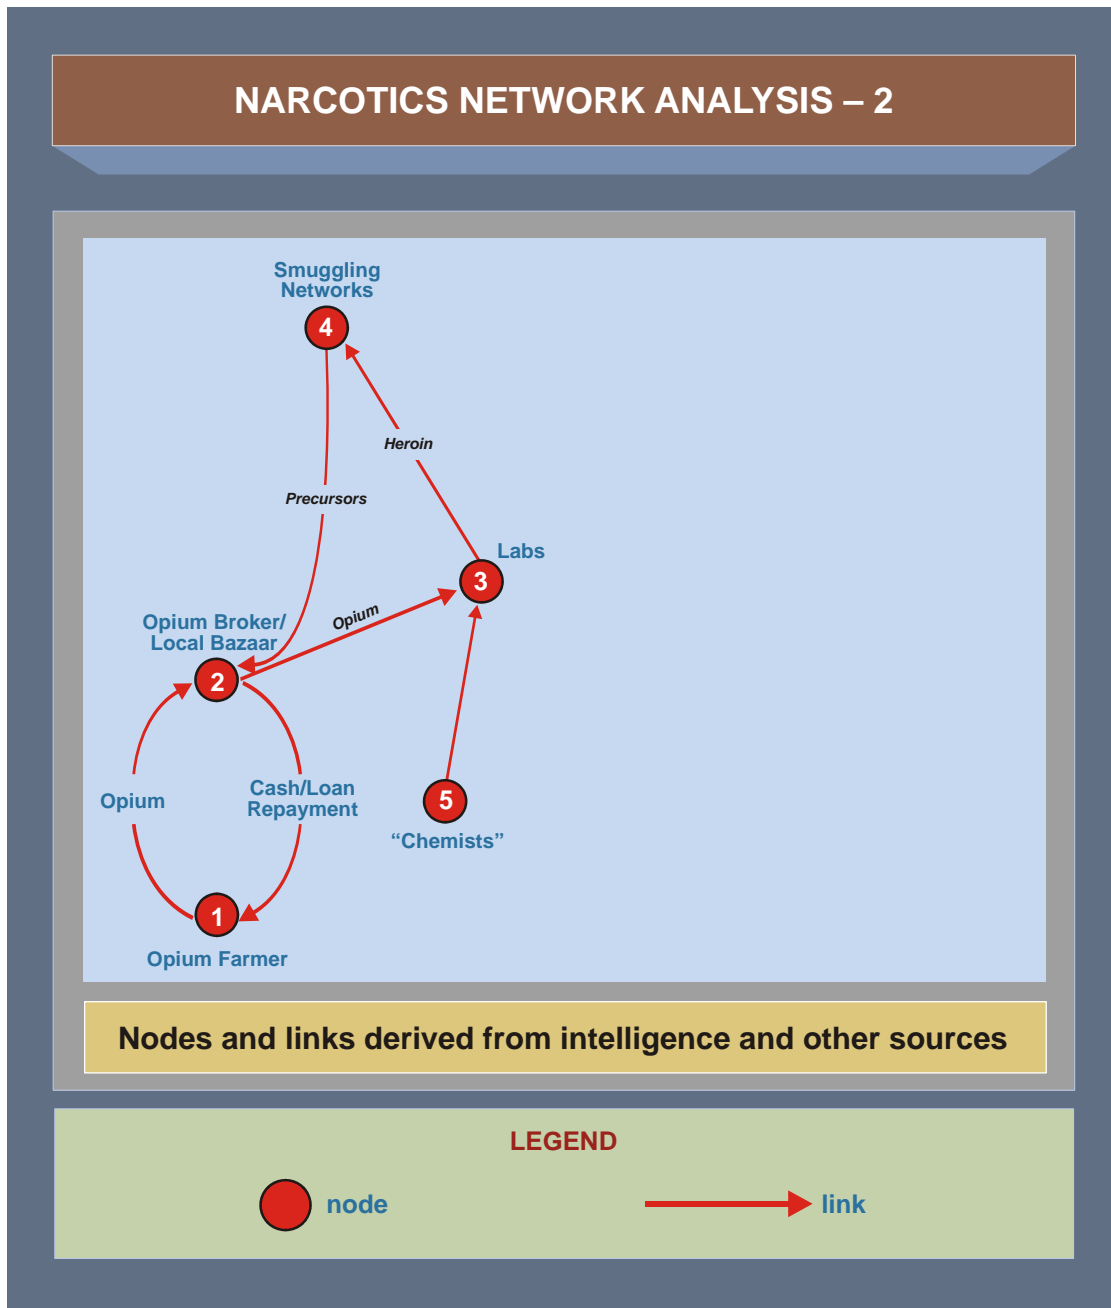 NARCOTICS NETWORK ANALYSIS – 2
Smuggling
Networks
4
Heroin
Precursors
Labs
3
Opium
Opium Broker/
Local Bazaar
2
Opium
Cash/Loan
Repayment
5
“Chemists”
1
Opium Farmer
Nodes and links derived from intelligence and other sources
LEGEND
node
link